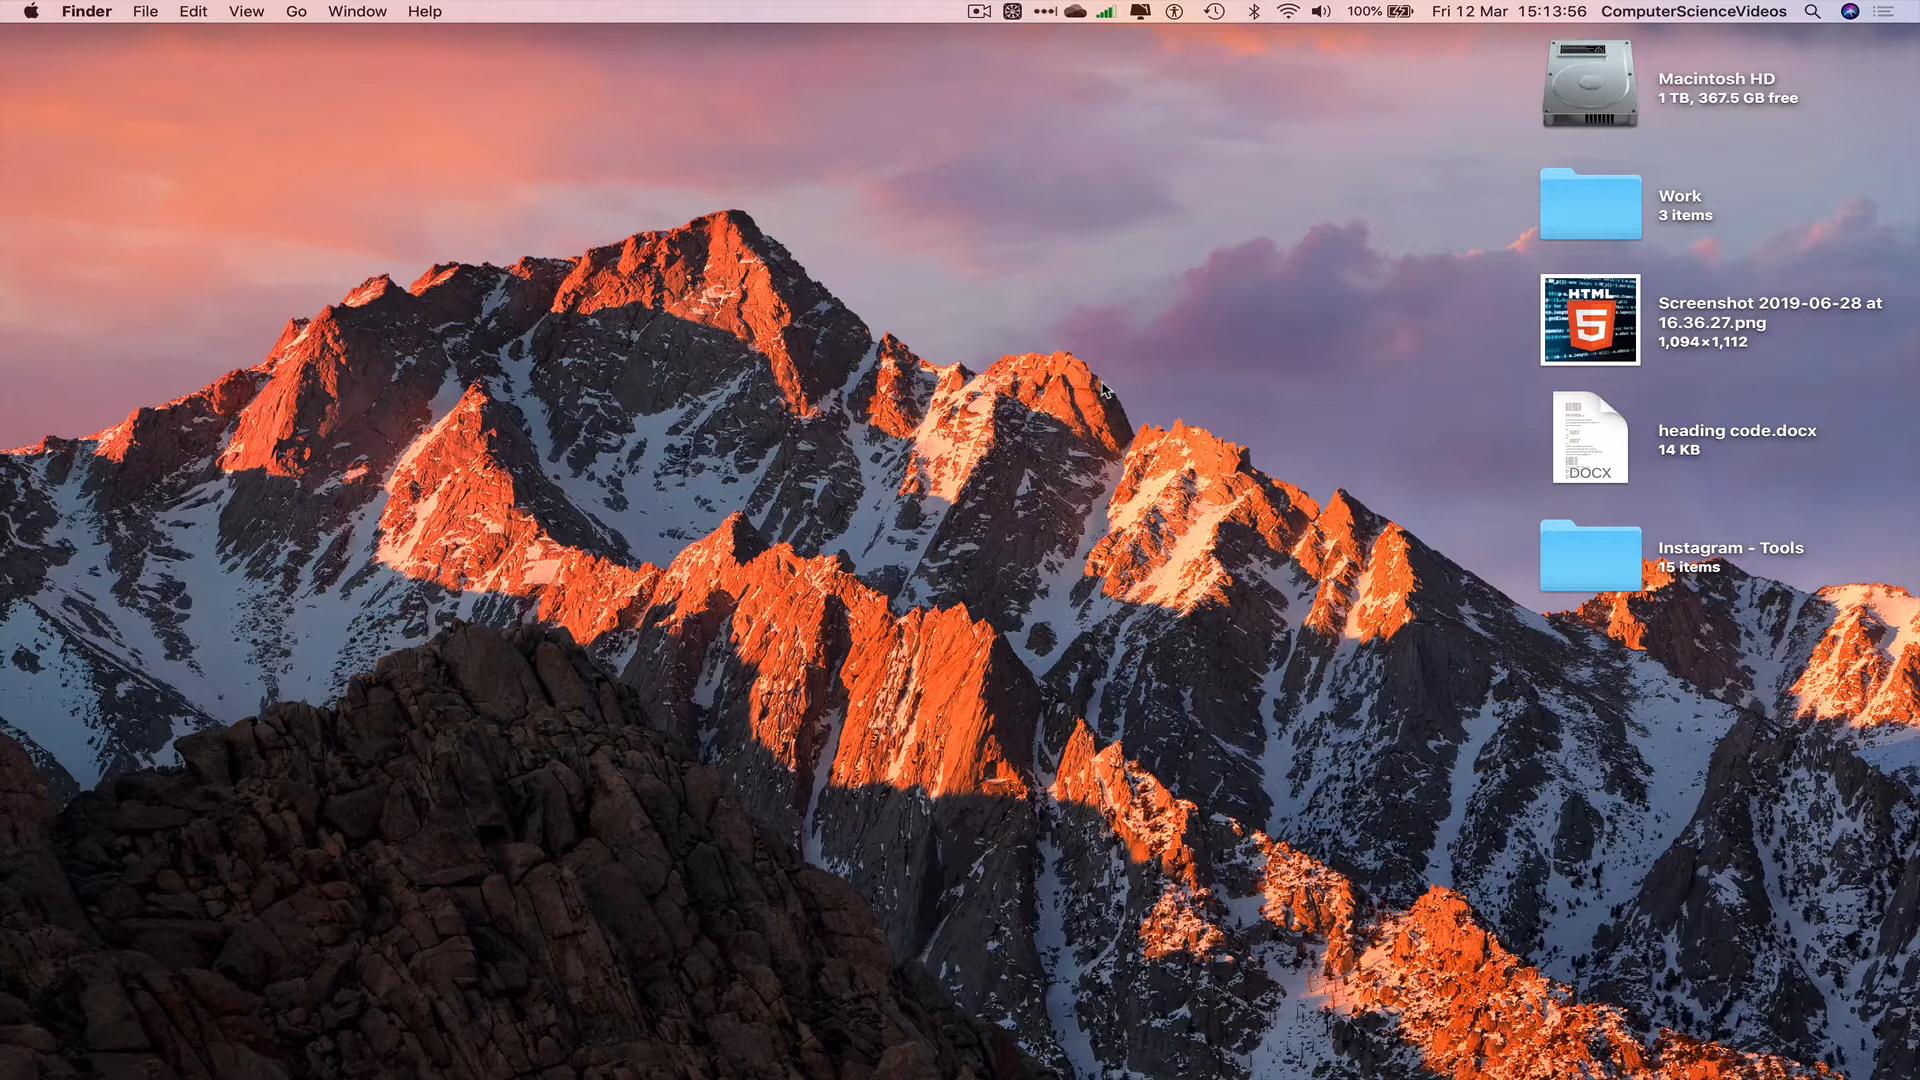 Finder File Edit View Go Window Help 100% Fri 12 Mar 15:13:56 ComputerScienceVideos
Macintosh HD
1 TB, 367.5 GB free
Work
3 items
HTML
5
Screenshot 2019-06-28 at
16.36.27.png
1,094×1,112
DOCX
heading code.docx
14 KB
Instagram - Tools
15 items